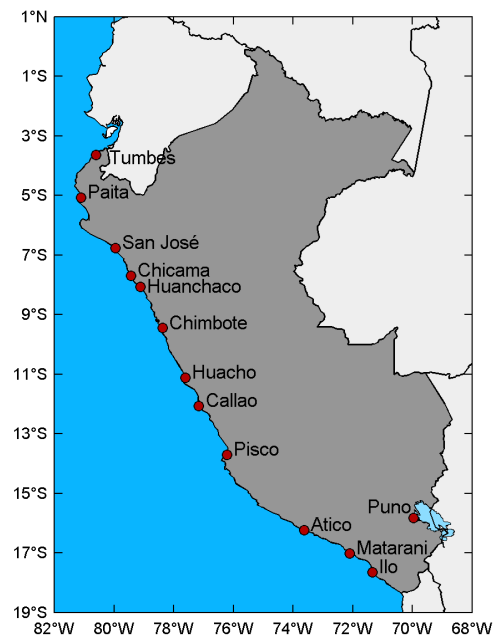 1°N
1°S
3°S
Tumbes
Paita
5°S
San José
7°S
Chicama
Huanchaco
9°S
Chimbote
Huacho
11°S
Callao
13°S
Pisco
15°S
Puno
Atico
Matarani
17°S
Ilo
19°S
82°W 80°W 78°W 76°W 74°W 72°W 70°W 68°W